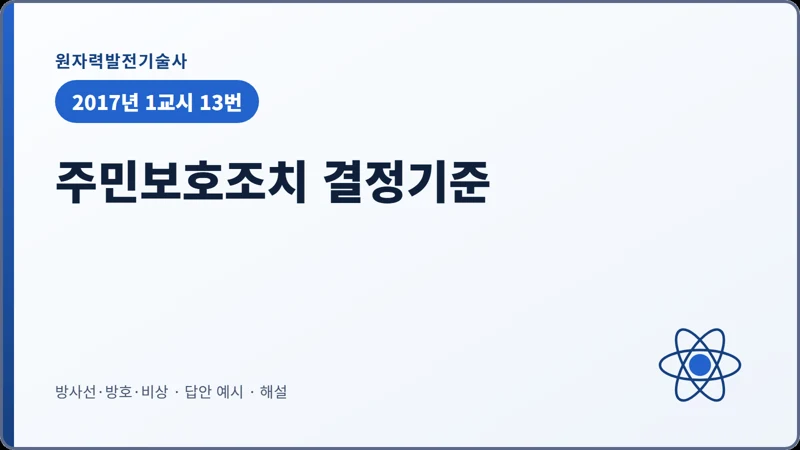 원자력발전기술사
2017년 1교시 13번
주민보호조치 결정기준
방사선·방호·비상 · 답안 예시 · 해설